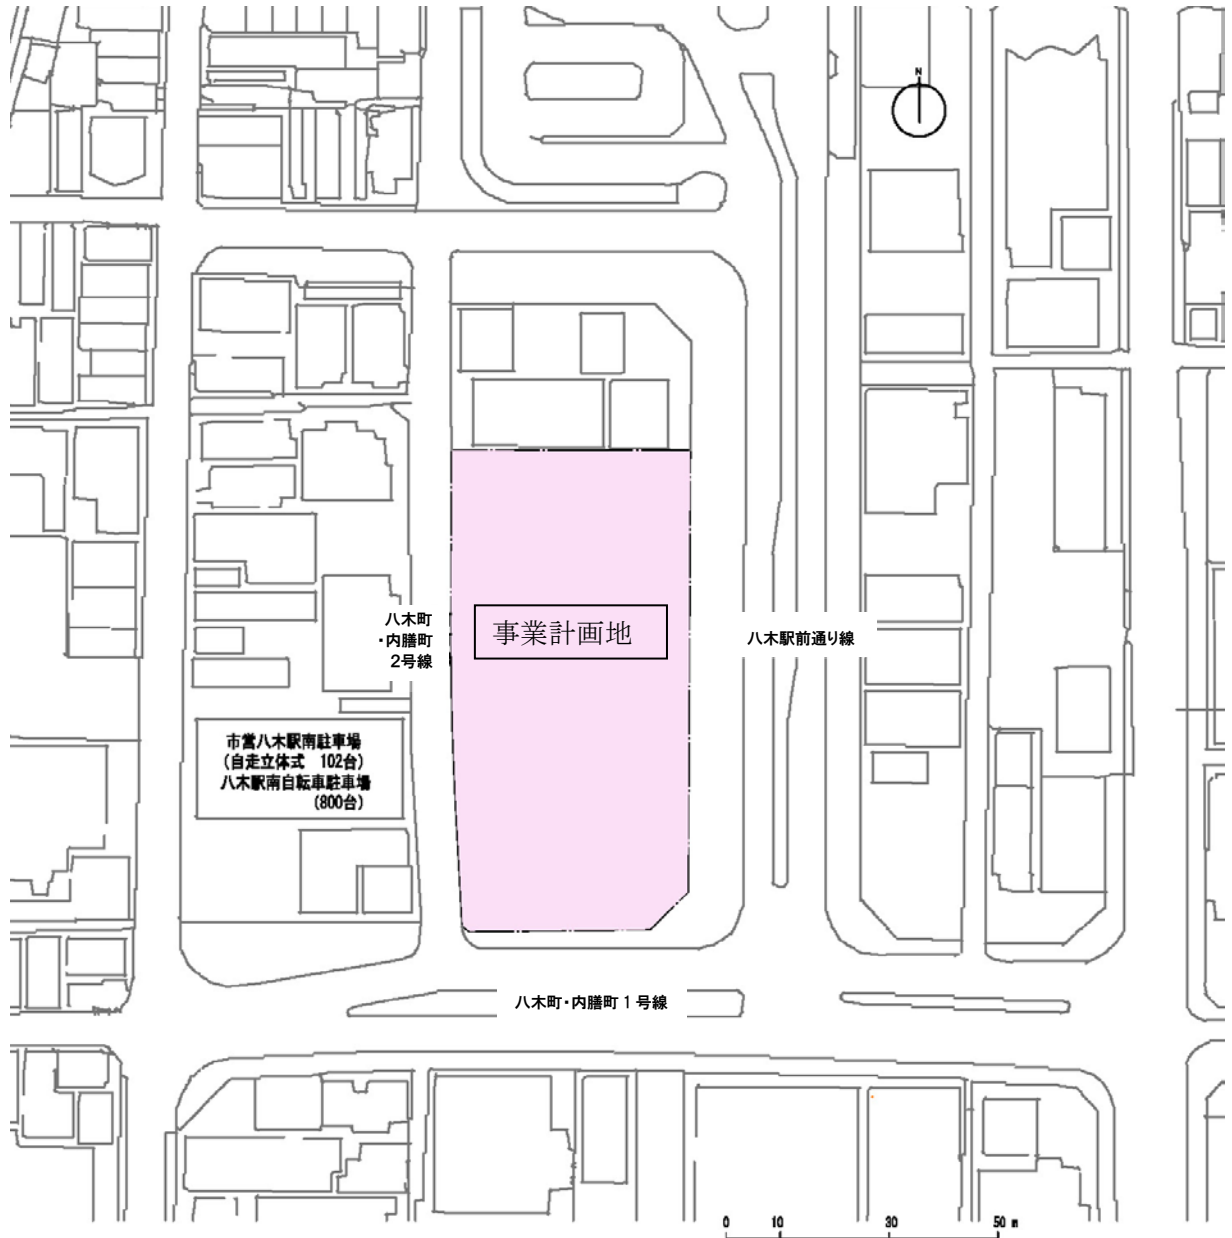 N
八木町
・内膳町
2号線
事業計画地
八木駅前通り線
市営八木駅南駐車場
(自走立体式 102台)
八木駅南自転車駐車場
(800台)
八木町・内膳町１号線
0 10 30 50 m